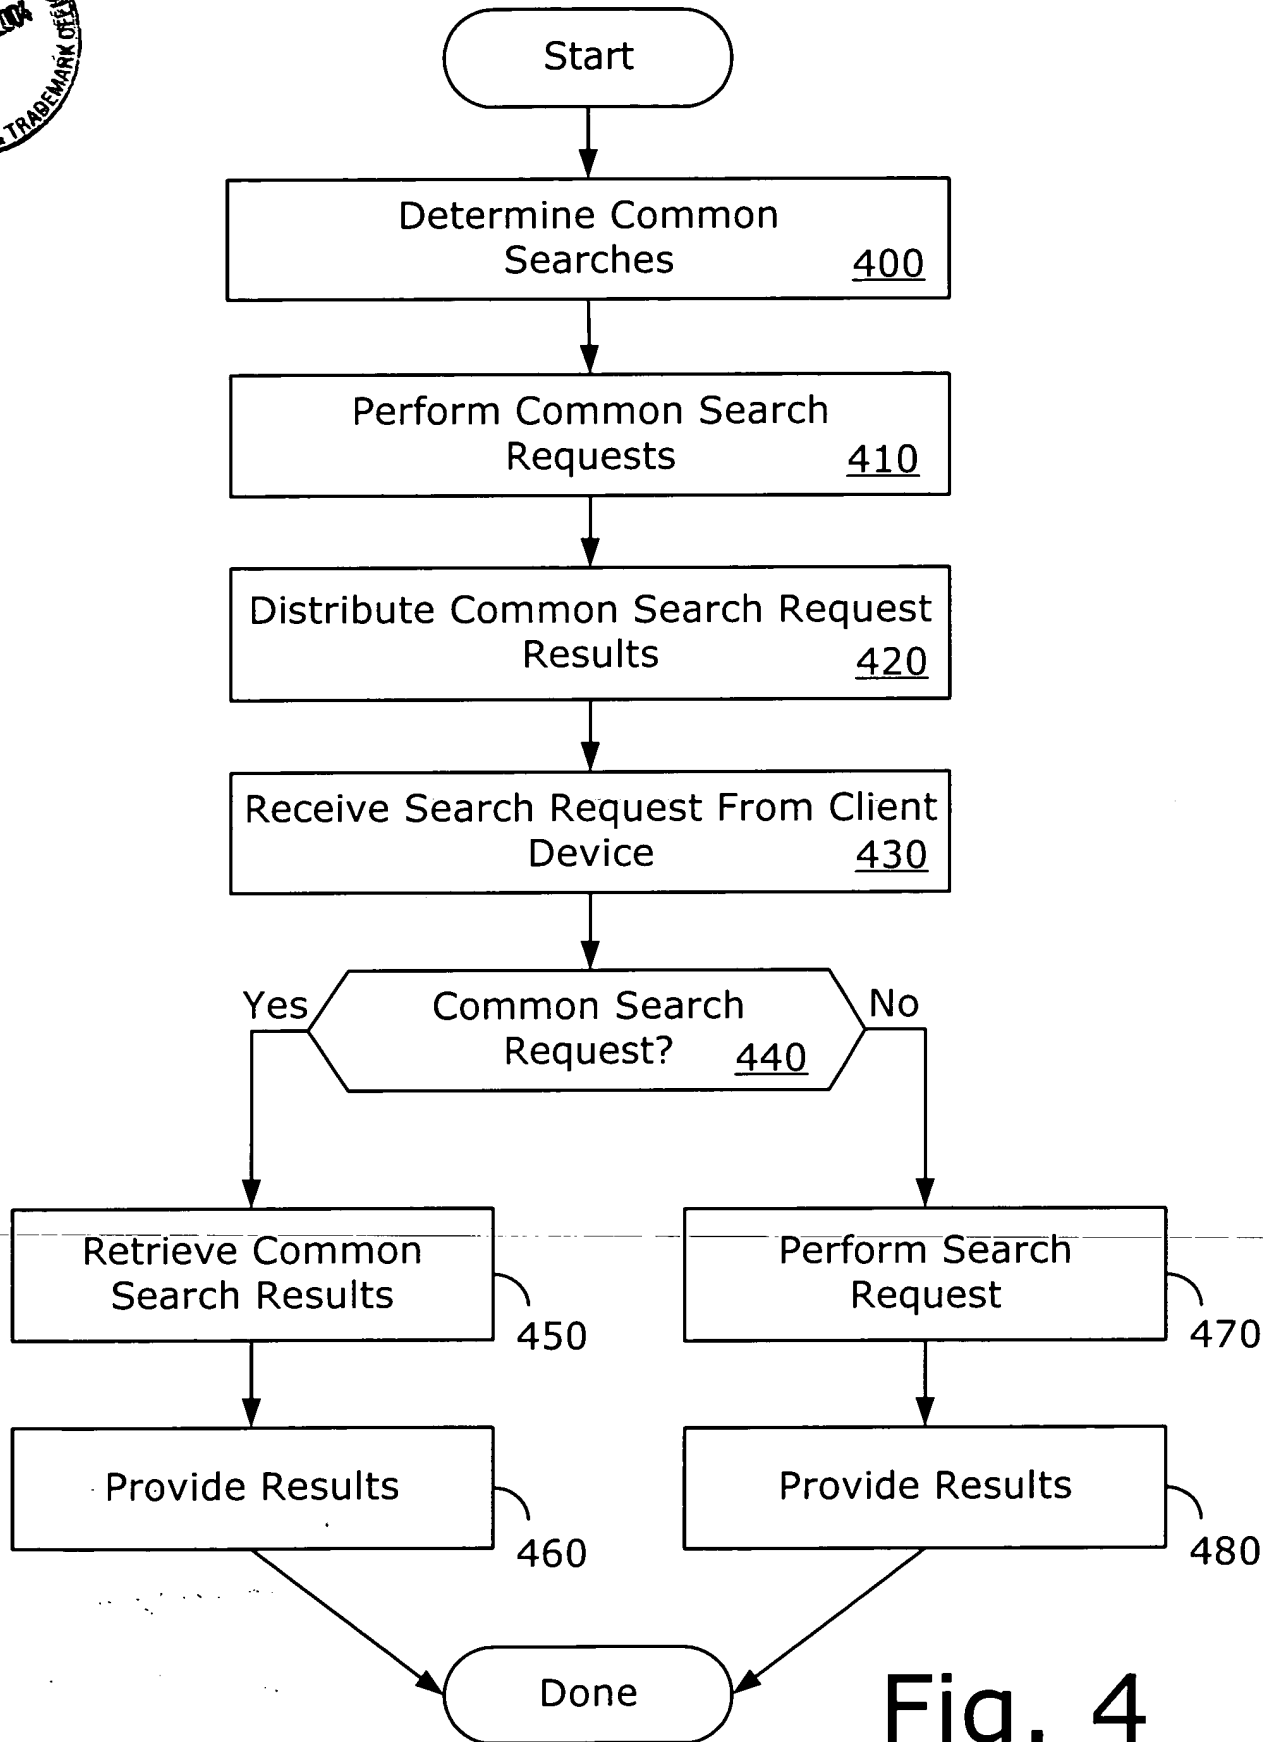 TRADEMARK
Start
Determine Common
Searches 400
Perform Common Search
Requests 410
Distribute Common Search Request
Results 420
Receive Search Request From Client
Device 430
Yes
Common Search
Request? 440
No
Retrieve Common
Search Results
450
Perform Search
Request
470
Provide Results
460
Provide Results
480
Done
Fig. 4